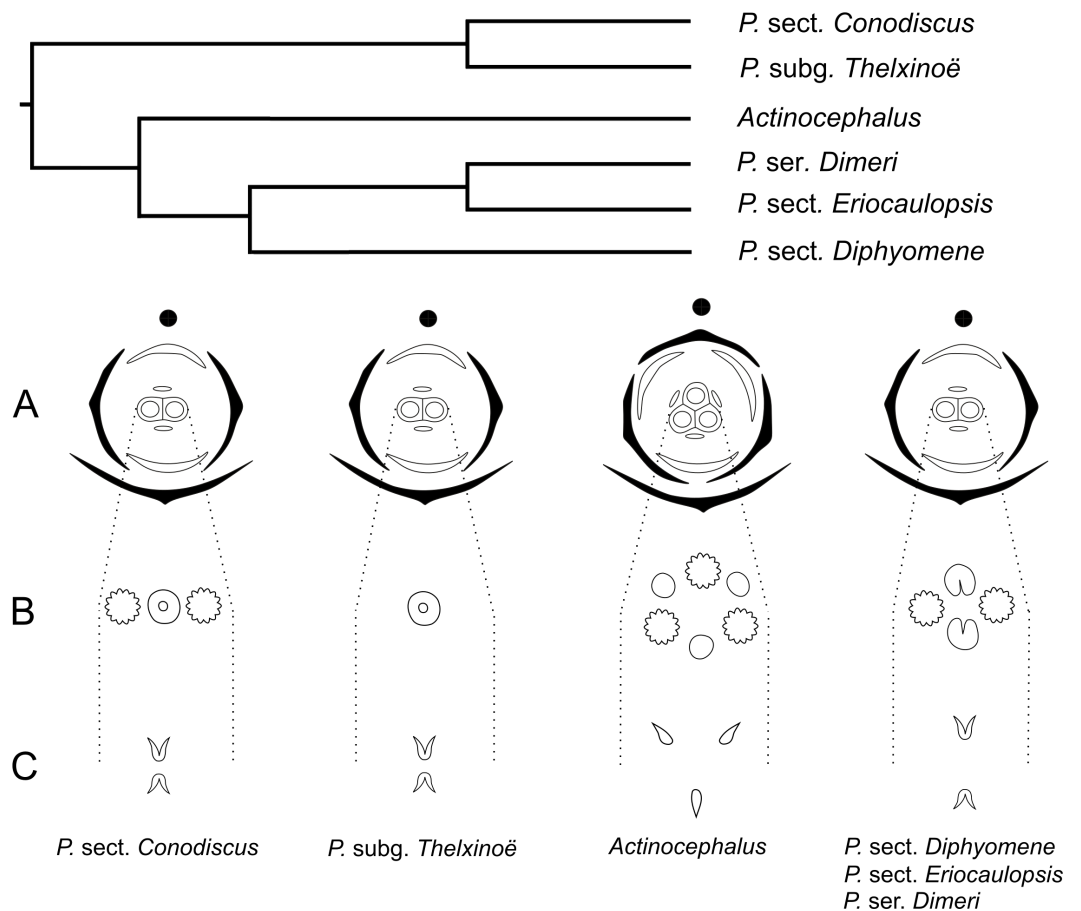 P. sect. Conodiscus
P. subg. Thelxinoë
Actinocephalus
P. ser. Dimeri
P. sect. Eriocaulopsis
P. sect. Diphyomene
A
B
C
P. sect. Conodiscus
P. subg. Thelxinoë
Actinocephalus
P. sect. Diphyomene
P. sect. Eriocaulopsis
P. ser. Dimeri